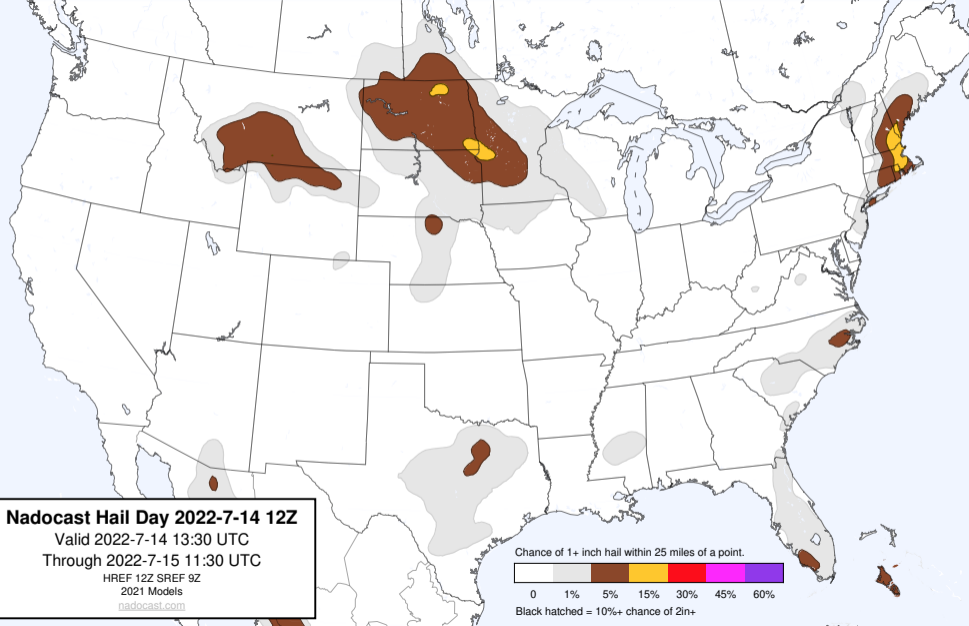 Nadocast Hail Day 2022-7-14 12Z
Valid 2022-7-14 13:30 UTC
Through 2022-7-15 11:30 UTC
HREF 12Z SREF 9Z
2021 Models
nadocast.com
Chance of 1+ inch hail within 25 miles of a point.
0 1% 5% 15% 30% 45% 60%
Black hatched = 10%+ chance of 2in+